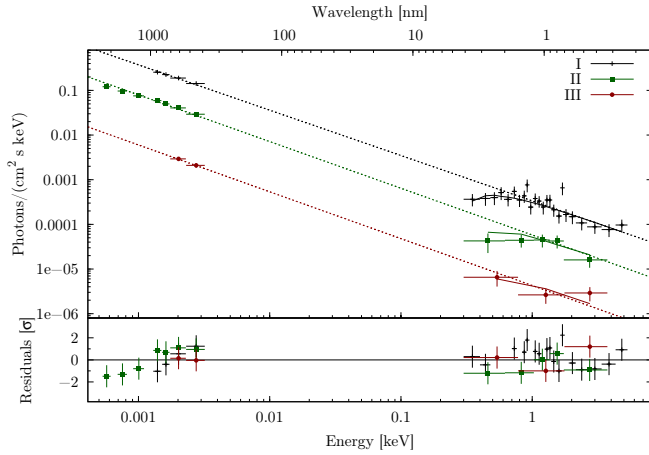 Wavelength [nm]
1000 100 10 1
I
II
III
Photons/(cm² s keV)
0.1
0.01
0.001
0.0001
1e−05
1e−06
Residuals [σ]
2
0
−2
0.001 0.01 0.1 1
Energy [keV]